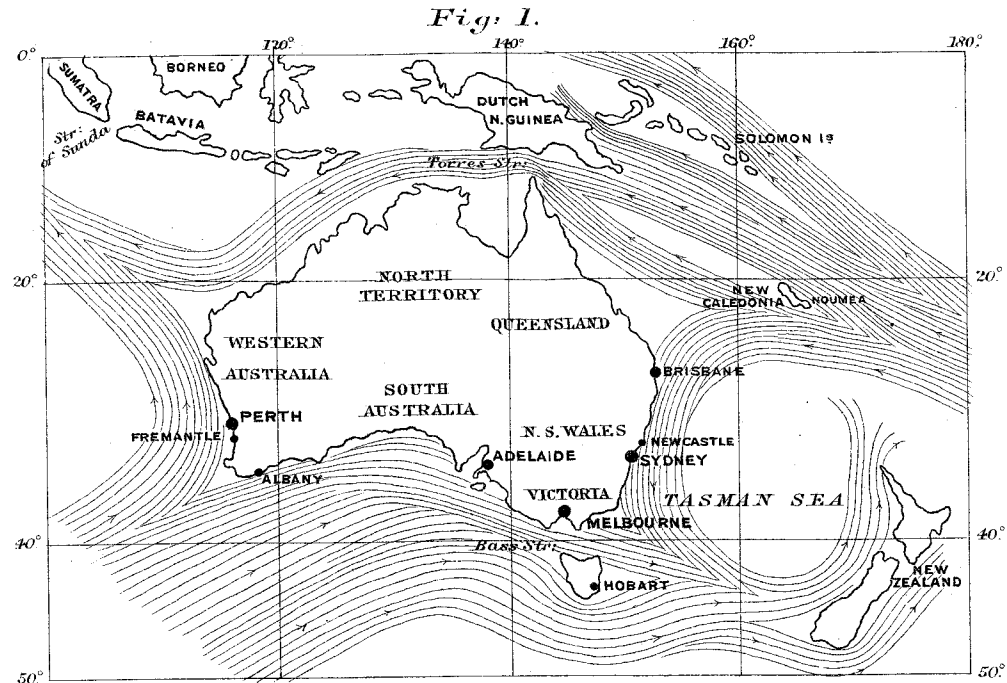 Fig: 1.
120°
140°
160°
180°
0°
SUMATRA
BORNEO
BATAVIA
Str:
of Sunda
DUTCH
N. GUINEA
SOLOMON Is
Torres Str:
20°
20°
NORTH
TERRITORY
NEW
CALEDONIA
NOUMEA
QUEENSLAND
WESTERN
AUSTRALIA
BRISBANE
SOUTH
AUSTRALIA
PERTH
FREMANTLE
N. S. WALES
NEWCASTLE
ADELAIDE
SYDNEY
ALBANY
VICTORIA
TASMAN SEA
MELBOURNE
40°
40°
Bass Str:
HOBART
NEW
ZEALAND
50°
50°